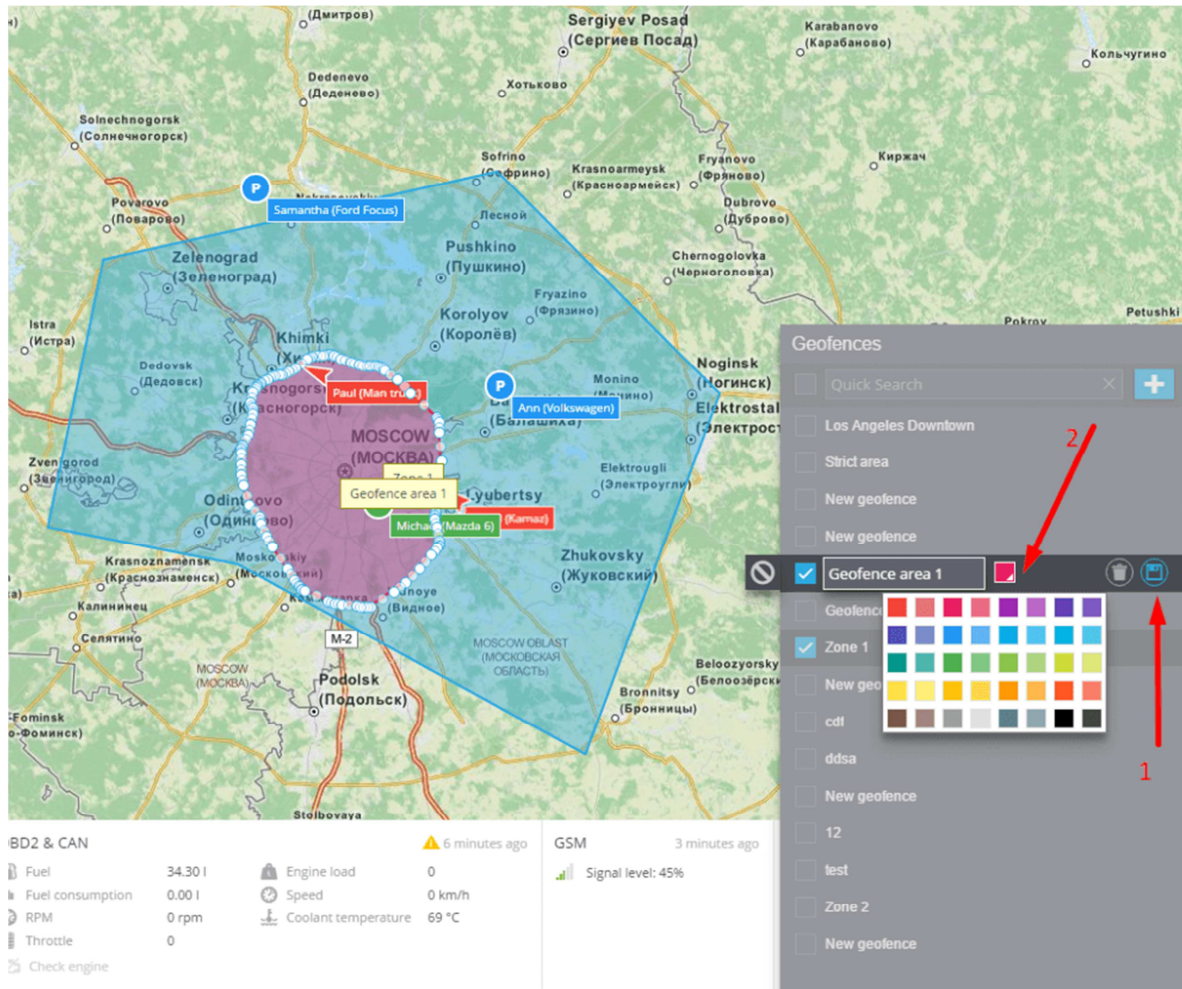 (Дмитров)
Sergiyev Posad
(Сергиев Посад)
Karabanovo
(Карабаново)
Кольчугино
Dedenevo
(Деденево)
Хотьково
Solnechnogorsk
(Солнечногорск)
Sofrino
(Софрино)
Krasnoarmeysk
(Красноармейск)
Fryanovo
(Фряново)
Киржач
Povarovo
(Поварово)
P
Samantha (Ford Focus)
Лесной
Dubrovo
(Дуброво)
Zelenograd
(Зеленоград)
Pushkino
(Пушкино)
Chernogolovka
(Черноголовка)
Fryazino
(Фрязино)
Istra
(Истра)
Khimki
Korolyov
(Королёв)
Pokrov
Petushki
Dedovsk
(Дедовск)
Paul (Man truck)
P
Ann (Volkswagen)
(Балашиха)
Monino
(Монино)
Noginsk
(Ногинск)
Elektrostal
(Красногорск)
MOSCOW
(МОСКВА)
Zone 1
Geofence area 1
Elektrougli
(Электроугли)
Zvenigorod
(Звенигород)
Lyubertsy
(Kamaz)
Michael (Mazda 6)
Odintsovo
(Одинцово)
Krasnoznamensk
(Краснознаменск)
Zhukovsky
(Жуковский)
Калининец
(Видное)
Селятино
M-2
MOSCOW
(МОСКВА)
MOSCOW OBLAST
(МОСКОВСКАЯ
ОБЛАСТЬ)
Podolsk
(Подольск)
Beloozyorsky
Bronnitsy
(Бронницы)
Stolbovaya
Geofences
Quick Search
Los Angeles Downtown
Strict area
New geofence
New geofence
Geofence area 1
Geofenc
Zone 1
New geo
cdf
ddsa
New geofence
12
test
Zone 2
New geofence
2
1
BD2 & CAN 6 minutes ago
Fuel 34.30 l
Fuel consumption 0.00 l
RPM 0 rpm
Throttle 0
Check engine
Engine load 0
Speed 0 km/h
Coolant temperature 69 °C
GSM 3 minutes ago
Signal level: 45%